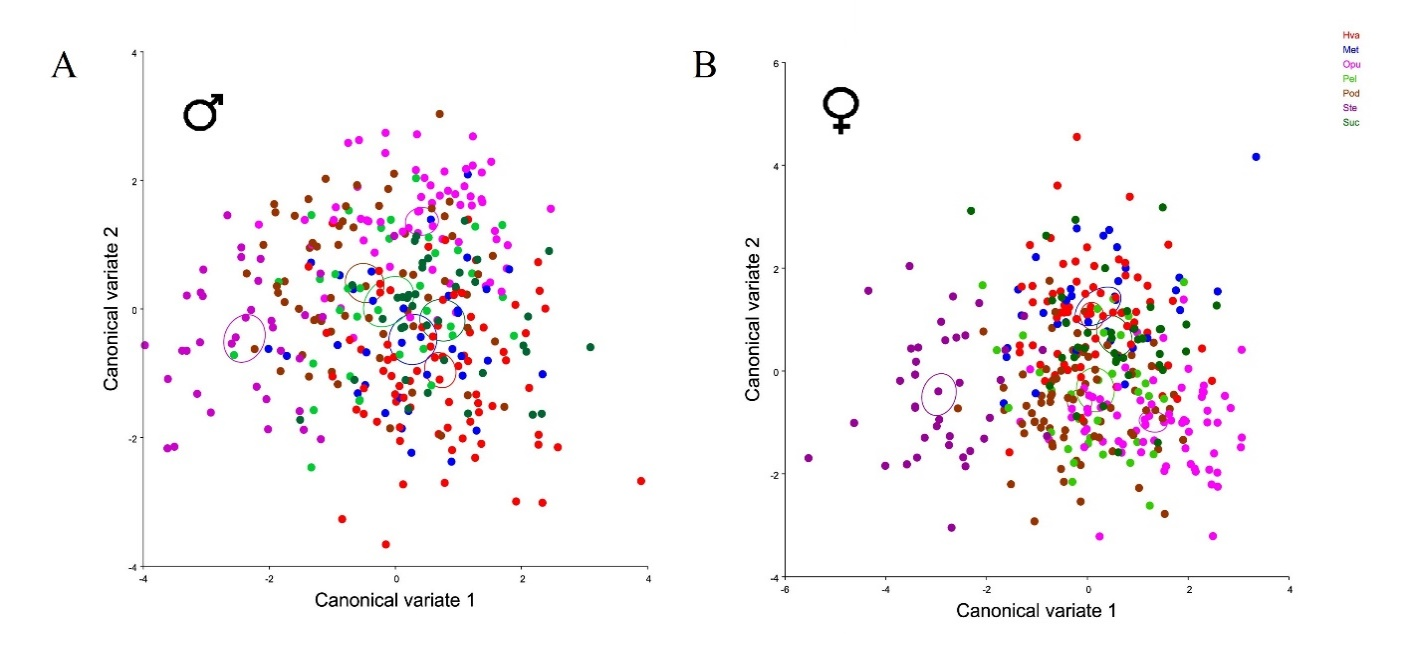 A
B
♂
♀
Hva
Met
Opu
Pel
Pod
Ste
Suc
4
2
0
-2
-4
-4
-2
0
2
4
Canonical variate 2
Canonical variate 1
6
4
2
0
-2
-4
-6
-4
-2
0
2
4
Canonical variate 2
Canonical variate 1